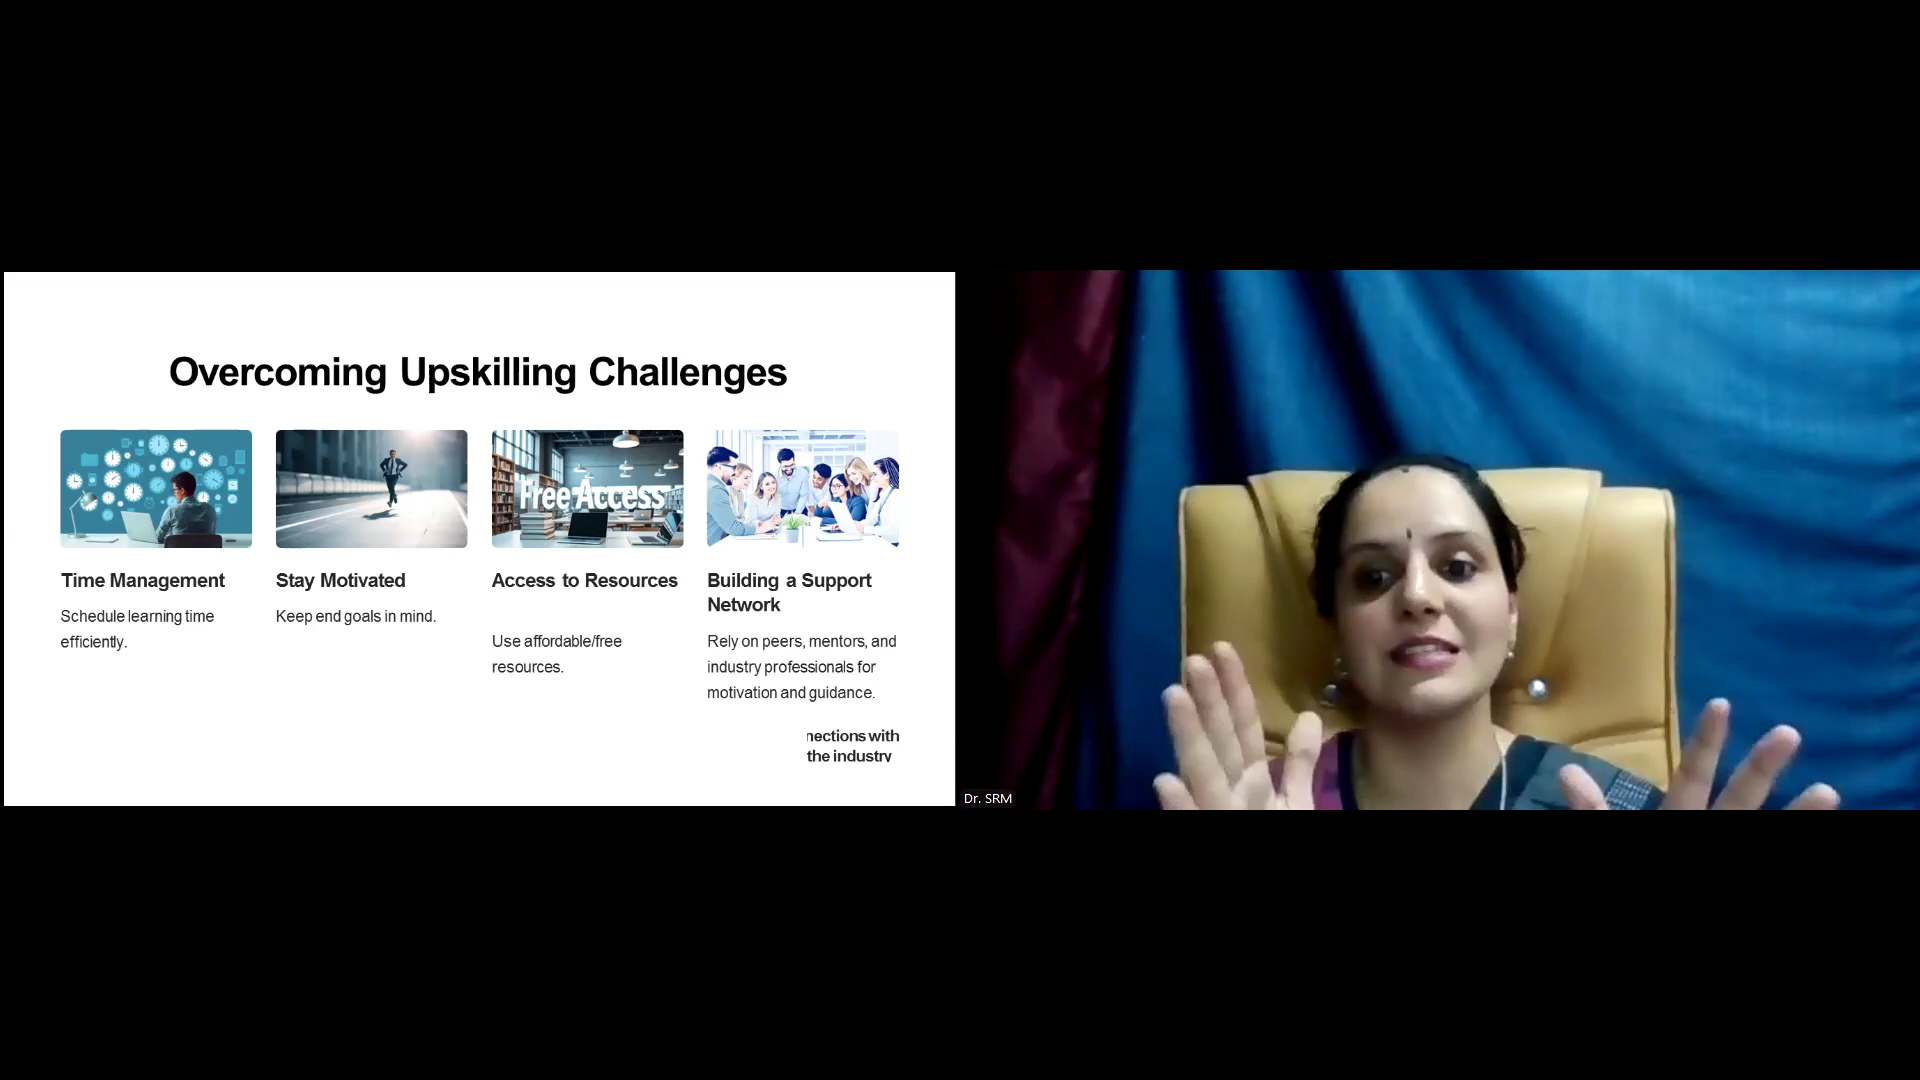 Overcoming Upskilling Challenges
Free Access
Time Management
Schedule learning time
efficiently.
Stay Motivated
Keep end goals in mind.
Access to Resources
Use affordable/free
resources.
Building a Support
Network
Rely on peers, mentors, and
industry professionals for
motivation and guidance.
nections with
the industry
Dr. SRM